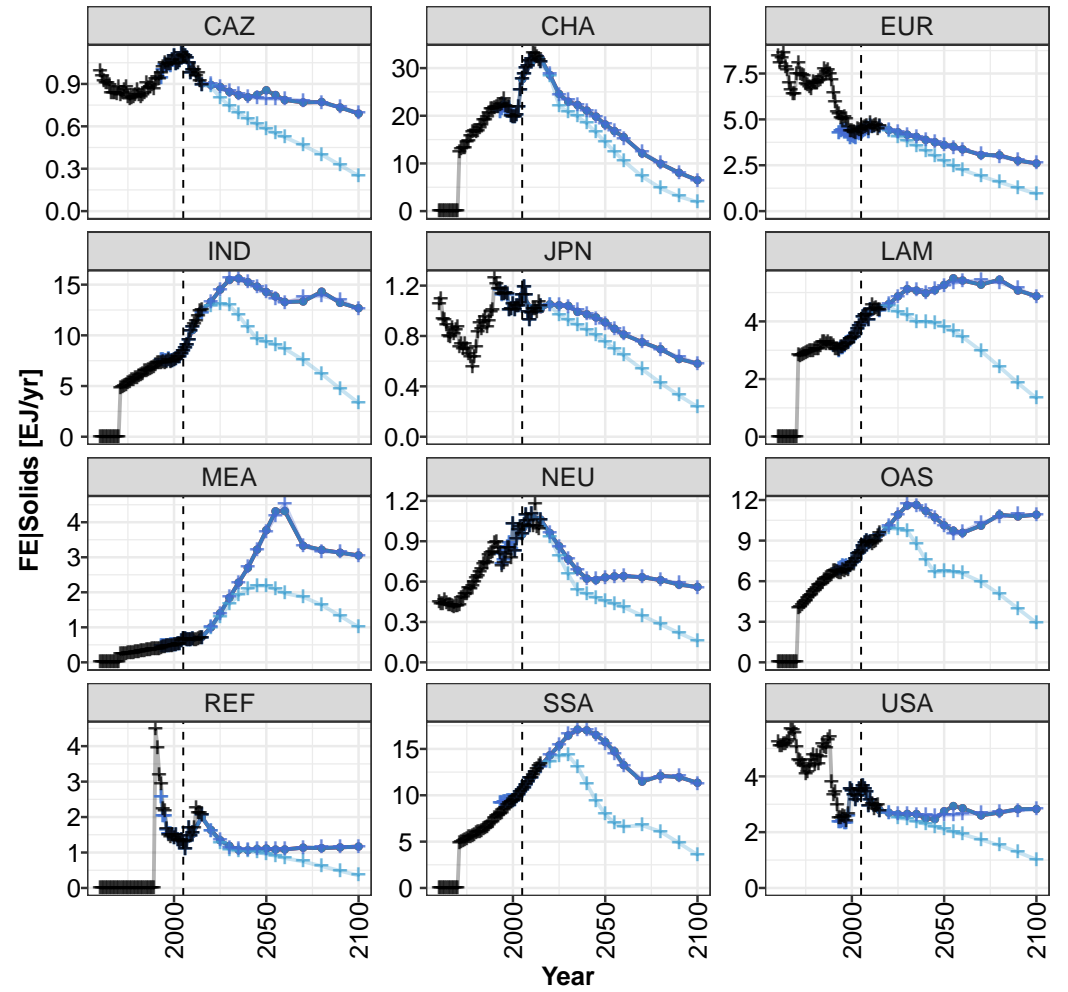 CAZ CHA EUR
0.9 30 7.5
0.6 20 5.0
0.3 10 2.5
0.0 0 0.0
IND JPN LAM
15 1.2
10 0.8 4
5 0.4 2
0 0.0 0
FE|Solids [EJ/yr]
MEA NEU OAS
4 1.2 12
3 0.9 9
2 0.6 6
1 0.3 3
0 0.0 0
REF SSA USA
4 15
3 10 4
2 5 2
1
0 0 0
2000 2050 2100 2000 2050 2100 2000 2050 2100
Year